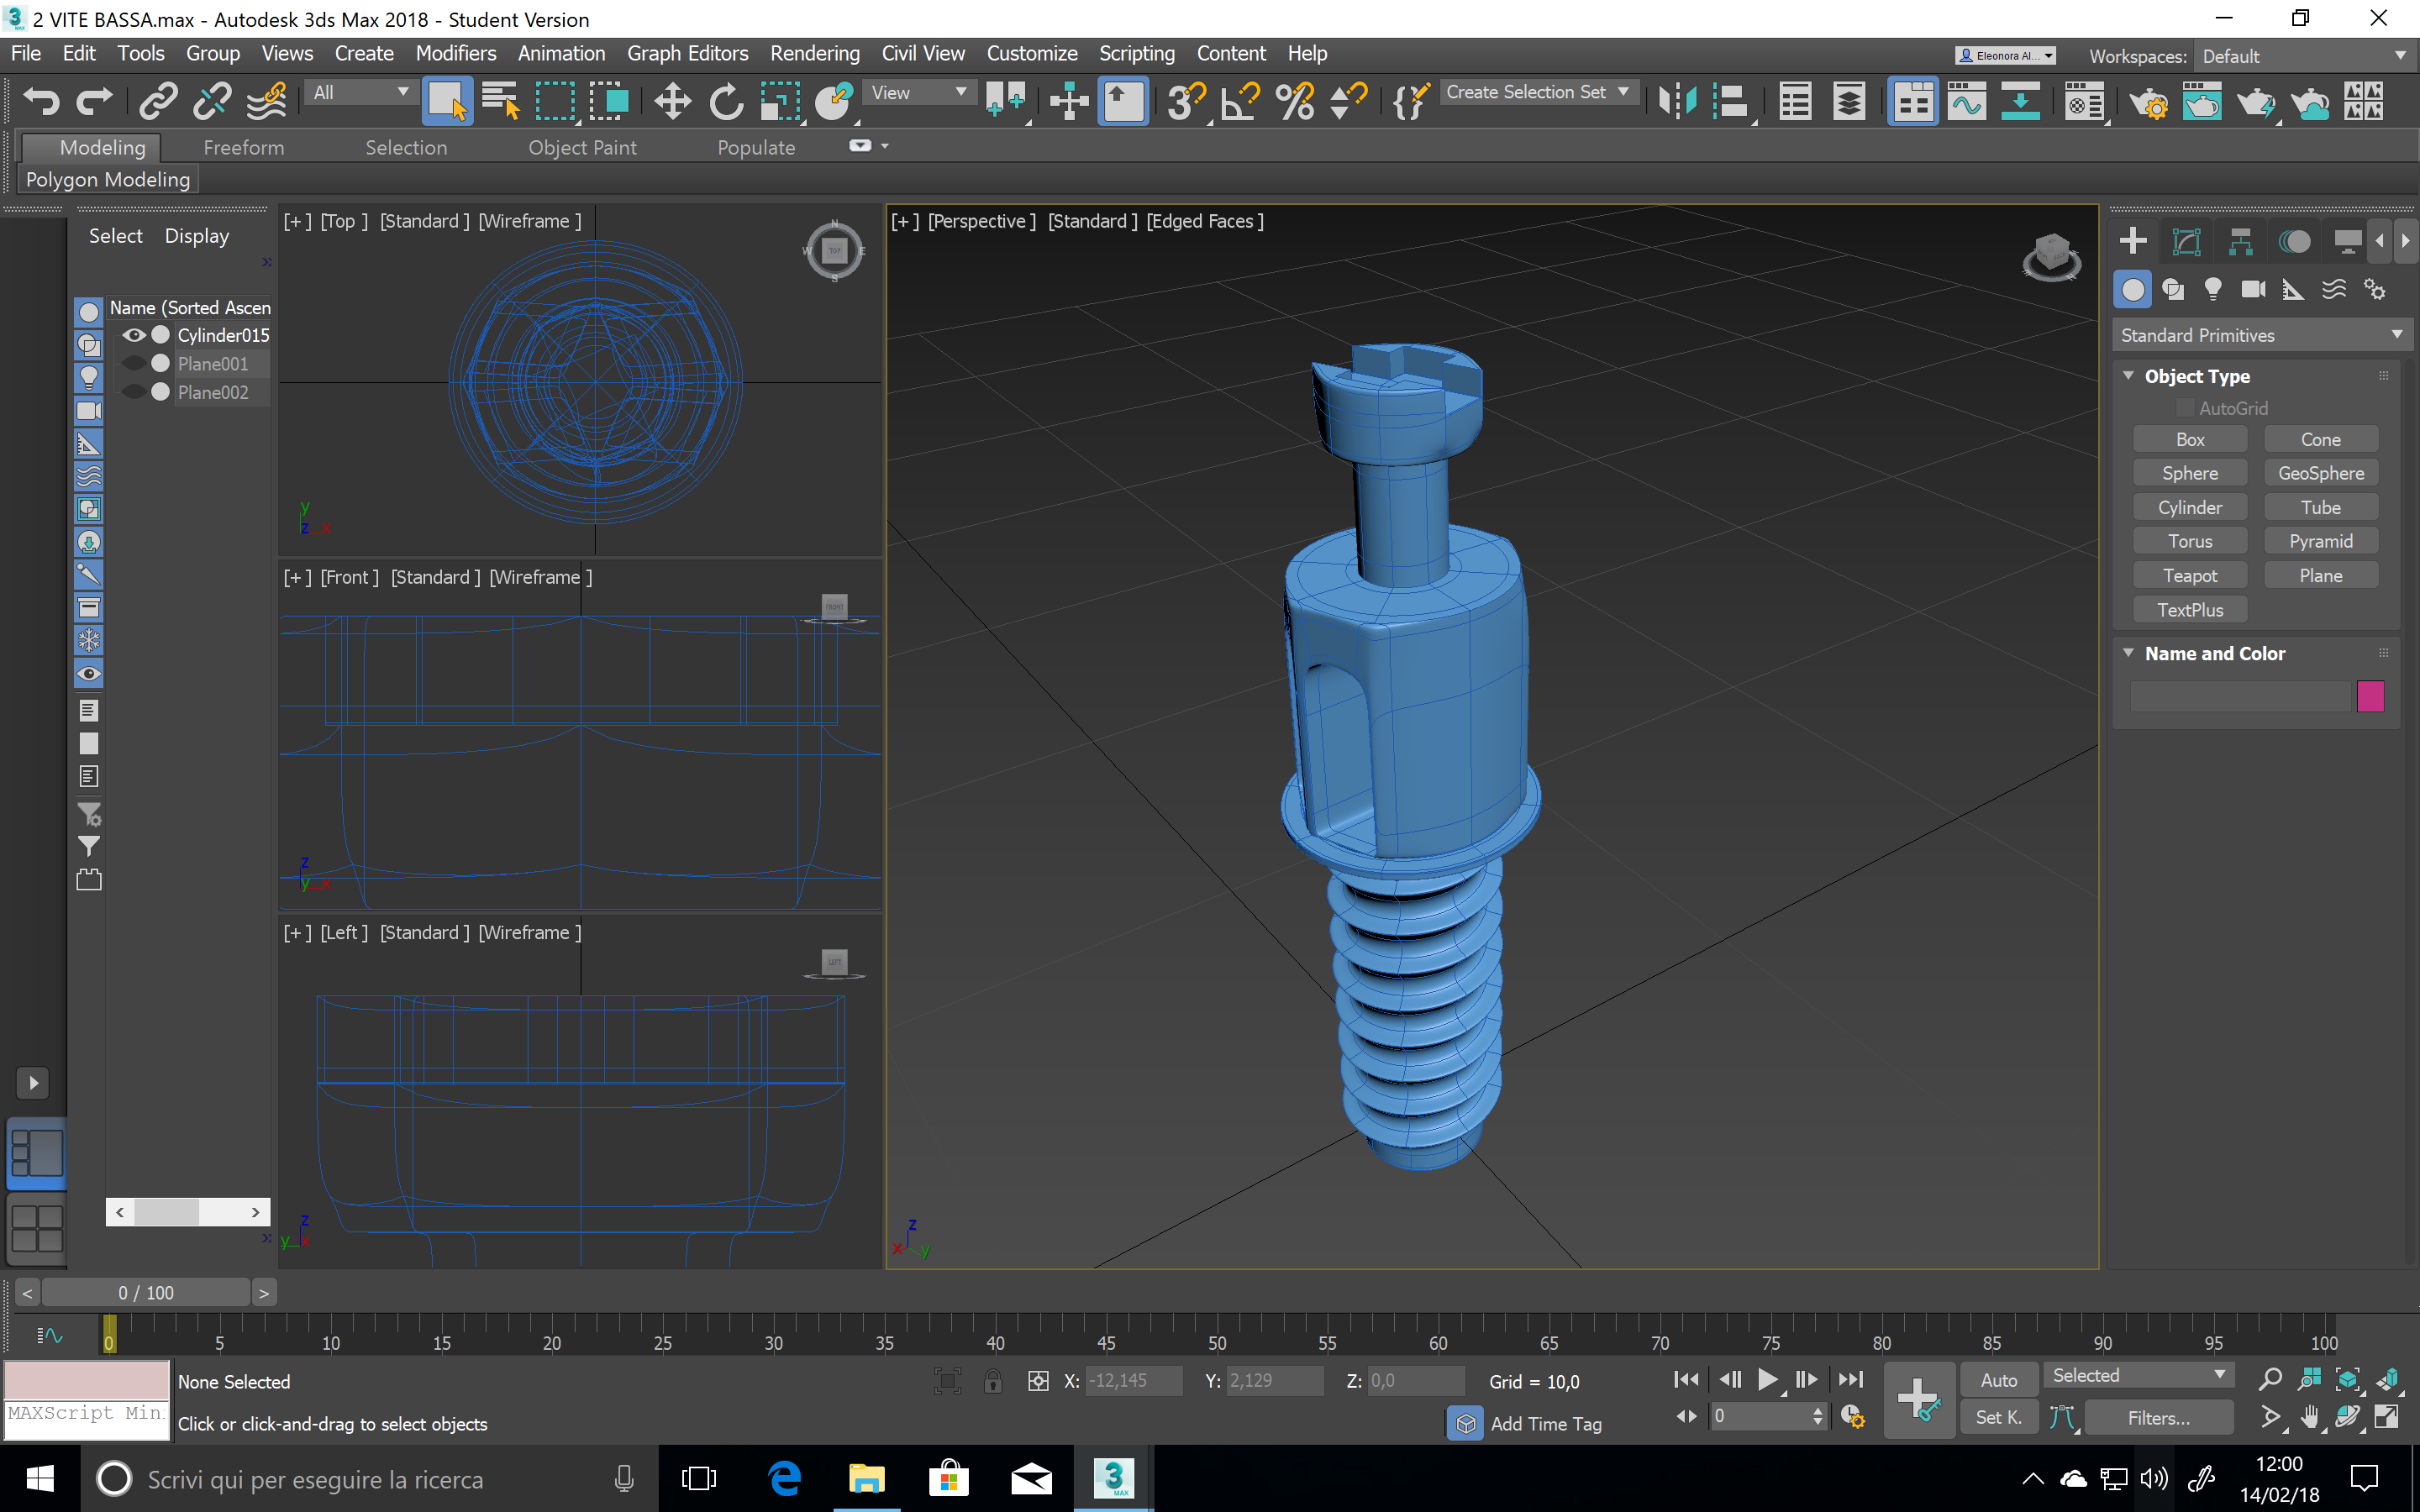 2 VITE BASSA.max - Autodesk 3ds Max 2018 - Student Version
File Edit Tools Group Views Create Modifiers Animation Graph Editors Rendering Civil View Customize Scripting Content Help
Eleonora Al...
Workspaces: Default
All
View
Create Selection Set
Modeling Freeform Selection Object Paint Populate
Polygon Modeling
Select Display
Name (Sorted Ascen
Cylinder015
Plane001
Plane002
[+] [Top ] [Standard ] [Wireframe ]
N
W TOP E
S
y
z x
[+] [Front ] [Standard ] [Wireframe ]
FRONT
z
y x
[+] [Left ] [Standard ] [Wireframe ]
LEFT
z
y x
[+] [Perspective ] [Standard ] [Edged Faces ]
z
x y
Standard Primitives
Object Type
AutoGrid
Box Cone
Sphere GeoSphere
Cylinder Tube
Torus Pyramid
Teapot Plane
TextPlus
Name and Color
< 0 / 100 >
0 5 10 15 20 25 30 35 40 45 50 55 60 65 70 75 80 85 90 95 100
None Selected
X: -12,145 Y: 2,129 Z: 0,0 Grid = 10,0
Auto Selected
MAXScript Min
Click or click-and-drag to select objects
Add Time Tag
0
Set K. Filters...
Scrivi qui per eseguire la ricerca
3
MAX
12:00
14/02/18